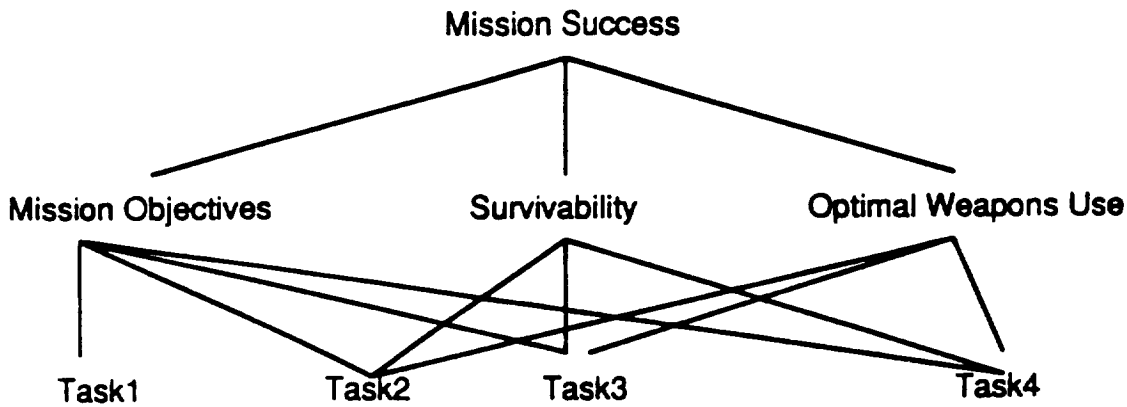 Mission Success
Mission Objectives
Survivability
Optimal Weapons Use
Task1
Task2
Task3
Task4